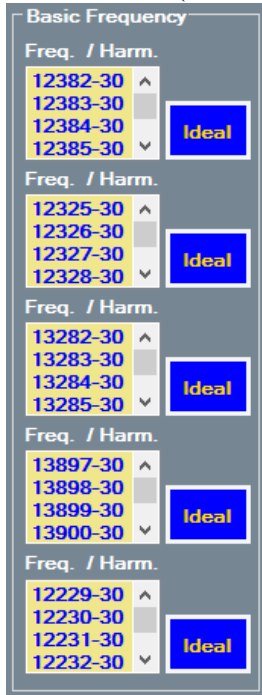 Basic Frequency
Freq. / Harm.
12382-30
12383-30
12384-30
12385-30
Ideal
Freq. / Harm.
12325-30
12326-30
12327-30
12328-30
Ideal
Freq. / Harm.
13282-30
13283-30
13284-30
13285-30
Ideal
Freq. / Harm.
13897-30
13898-30
13899-30
13900-30
Ideal
Freq. / Harm.
12229-30
12230-30
12231-30
12232-30
Ideal